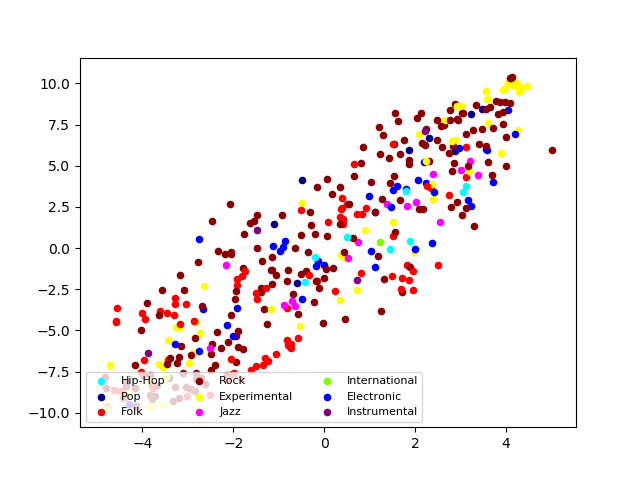 10.0
7.5
5.0
2.5
0.0
−2.5
−5.0
−7.5
−10.0
Hip-Hop Rock International
Pop Experimental Electronic
Folk Jazz Instrumental
−4 −2 0 2 4